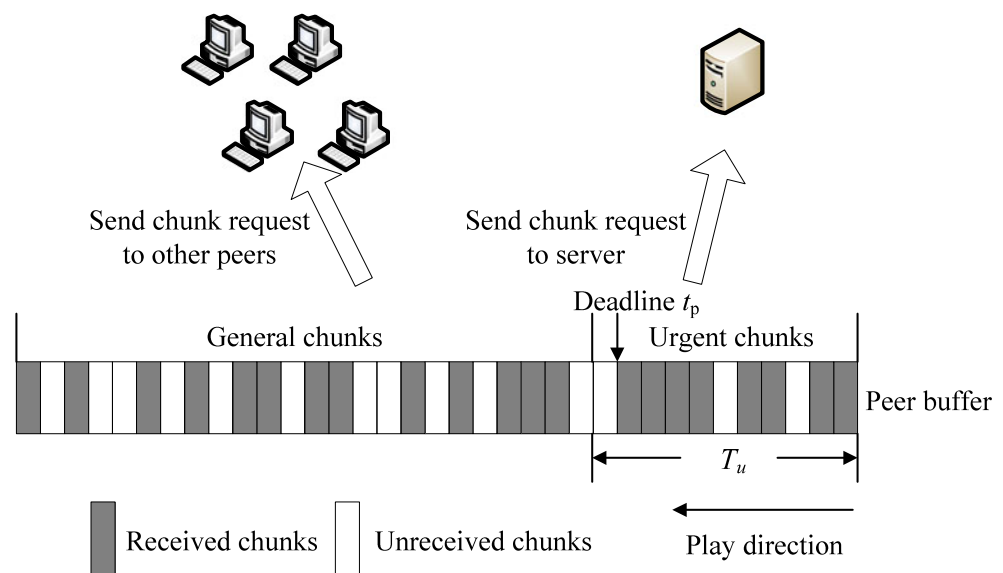 Send chunk request
to other peers
Send chunk request
to server
Deadline tp
General chunks
Urgent chunks
Peer buffer
Tu
Received chunks
Unreceived chunks
Play direction